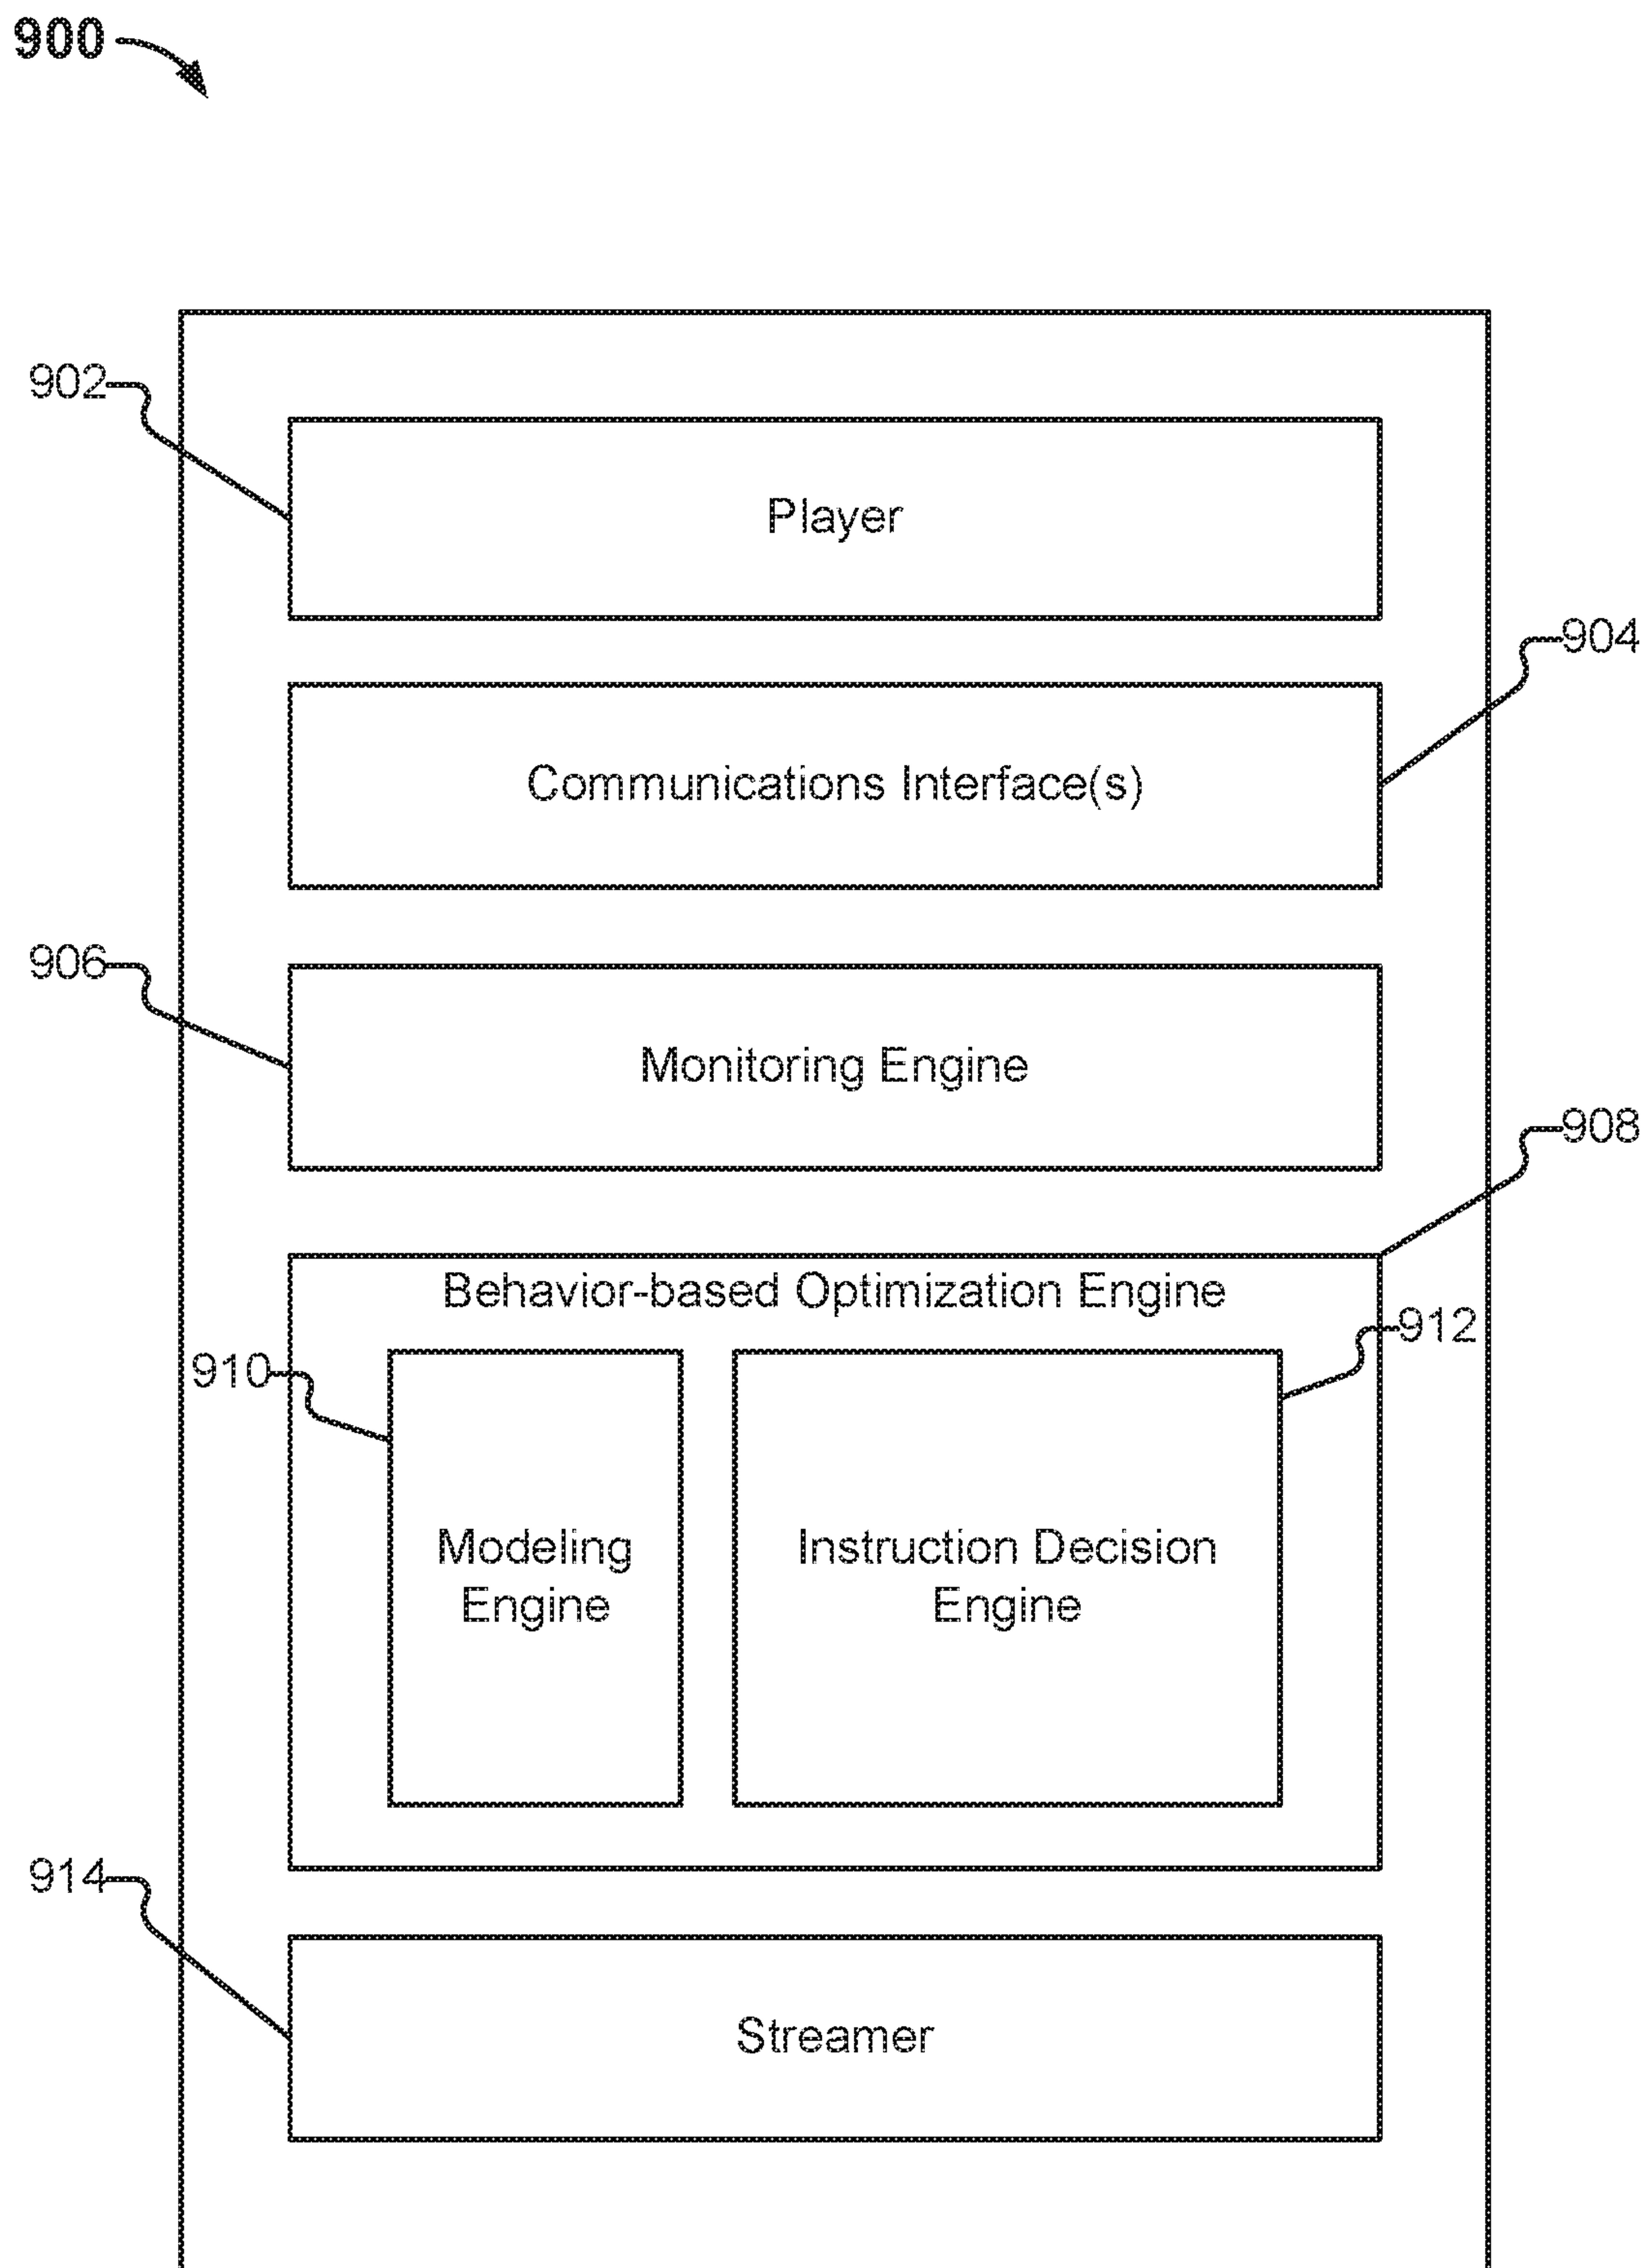 900
902
Player
904
Communications Interface(s)
906
Monitoring Engine
908
Behavior-based Optimization Engine
912
910
Modeling
Engine
Instruction Decision
Engine
914
Streamer